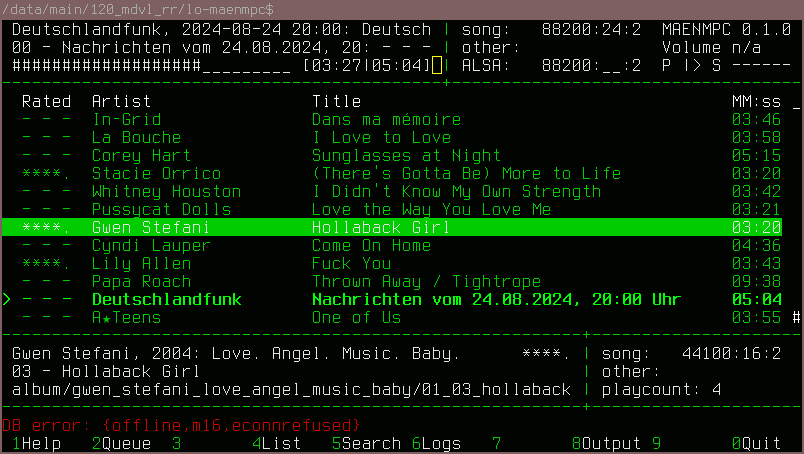 /data/main/120_mdvl_rr/lo-maenmpc$
Deutschlandfunk, 2024-08-24 20:00: Deutsch | song: 88200:24:2 MAENMPC 0.1.0
00 - Nachrichten vom 24.08.2024, 20: - - - | other: Volume n/a
###################_________ [03:27|05:04] | ALSA: 88200:__:2 P |> S ------
Rated Artist Title MM:ss _
- - - In-Grid Dans ma mémoire 03:46
- - - La Bouche I Love to Love 03:58
- - - Corey Hart Sunglasses at Night 05:15
****. Stacie Orrico (There's Gotta Be) More to Life 03:20
- - - Whitney Houston I Didn't Know My Own Strength 03:42
- - - Pussycat Dolls Love the Way You Love Me 03:21
****. Gwen Stefani Hollaback Girl 03:20
- - - Cyndi Lauper Come On Home 04:36
****. Lily Allen Fuck You 03:43
- - - Papa Roach Thrown Away / Tightrope 09:38
> - - - Deutschlandfunk Nachrichten vom 24.08.2024, 20:00 Uhr 05:04
- - - A★Teens One of Us 03:55 #
Gwen Stefani, 2004: Love. Angel. Music. Baby. ****. | song: 44100:16:2
03 - Hollaback Girl | other:
album/gwen_stefani_love_angel_music_baby/01_03_hollaback | playcount: 4
DB error: {offline,m16,econnrefused}
1Help 2Queue 3 4List 5Search 6Logs 7 8Output 9 0Quit